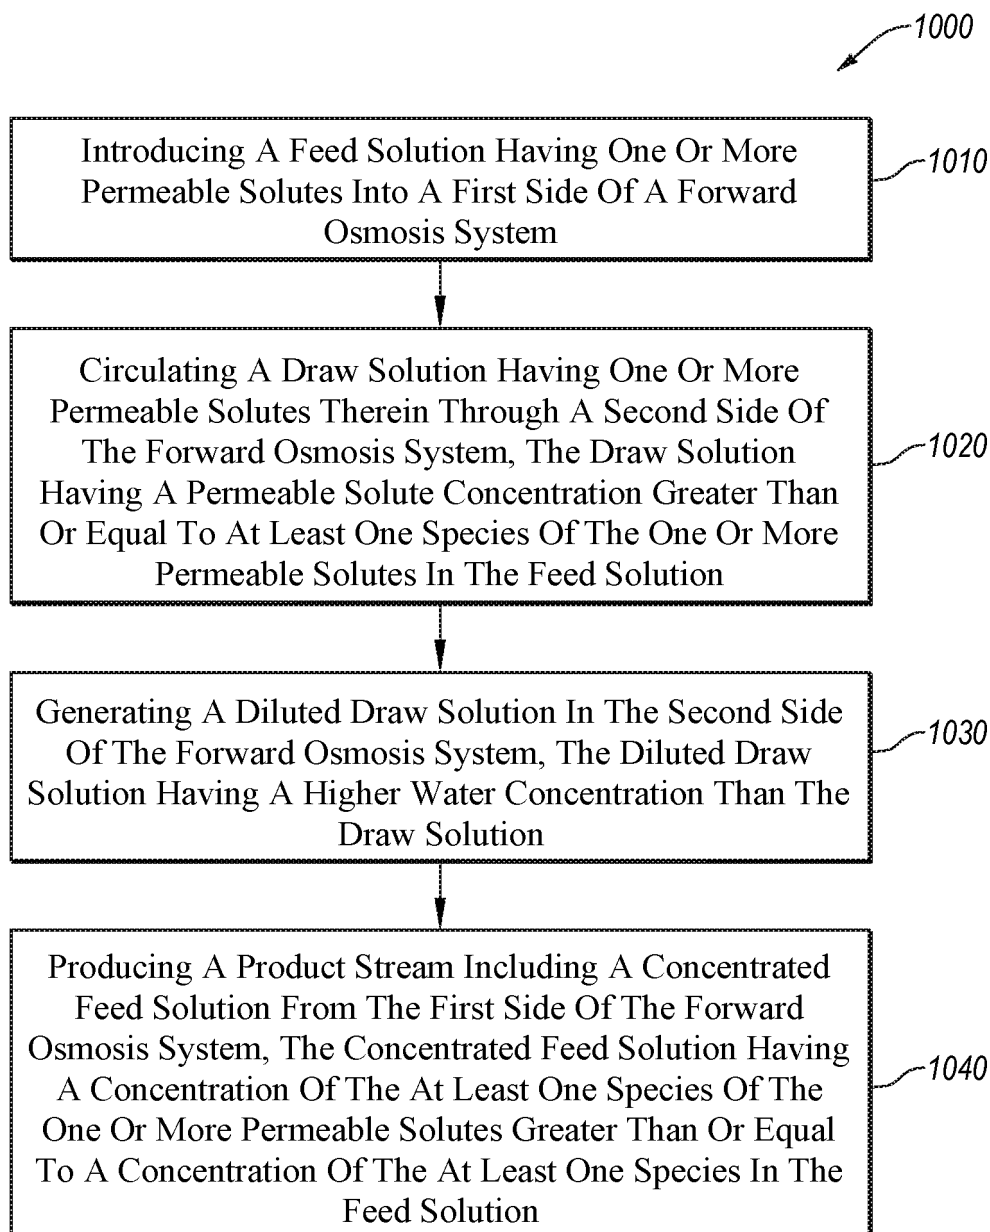 1000
Introducing A Feed Solution Having One Or More
Permeable Solutes Into A First Side Of A Forward
Osmosis System
1010
Circulating A Draw Solution Having One Or More
Permeable Solutes Therein Through A Second Side Of
The Forward Osmosis System, The Draw Solution
Having A Permeable Solute Concentration Greater Than
Or Equal To At Least One Species Of The One Or More
Permeable Solutes In The Feed Solution
1020
Generating A Diluted Draw Solution In The Second Side
Of The Forward Osmosis System, The Diluted Draw
Solution Having A Higher Water Concentration Than The
Draw Solution
1030
Producing A Product Stream Including A Concentrated
Feed Solution From The First Side Of The Forward
Osmosis System, The Concentrated Feed Solution Having
A Concentration Of The At Least One Species Of The
One Or More Permeable Solutes Greater Than Or Equal
To A Concentration Of The At Least One Species In The
Feed Solution
1040